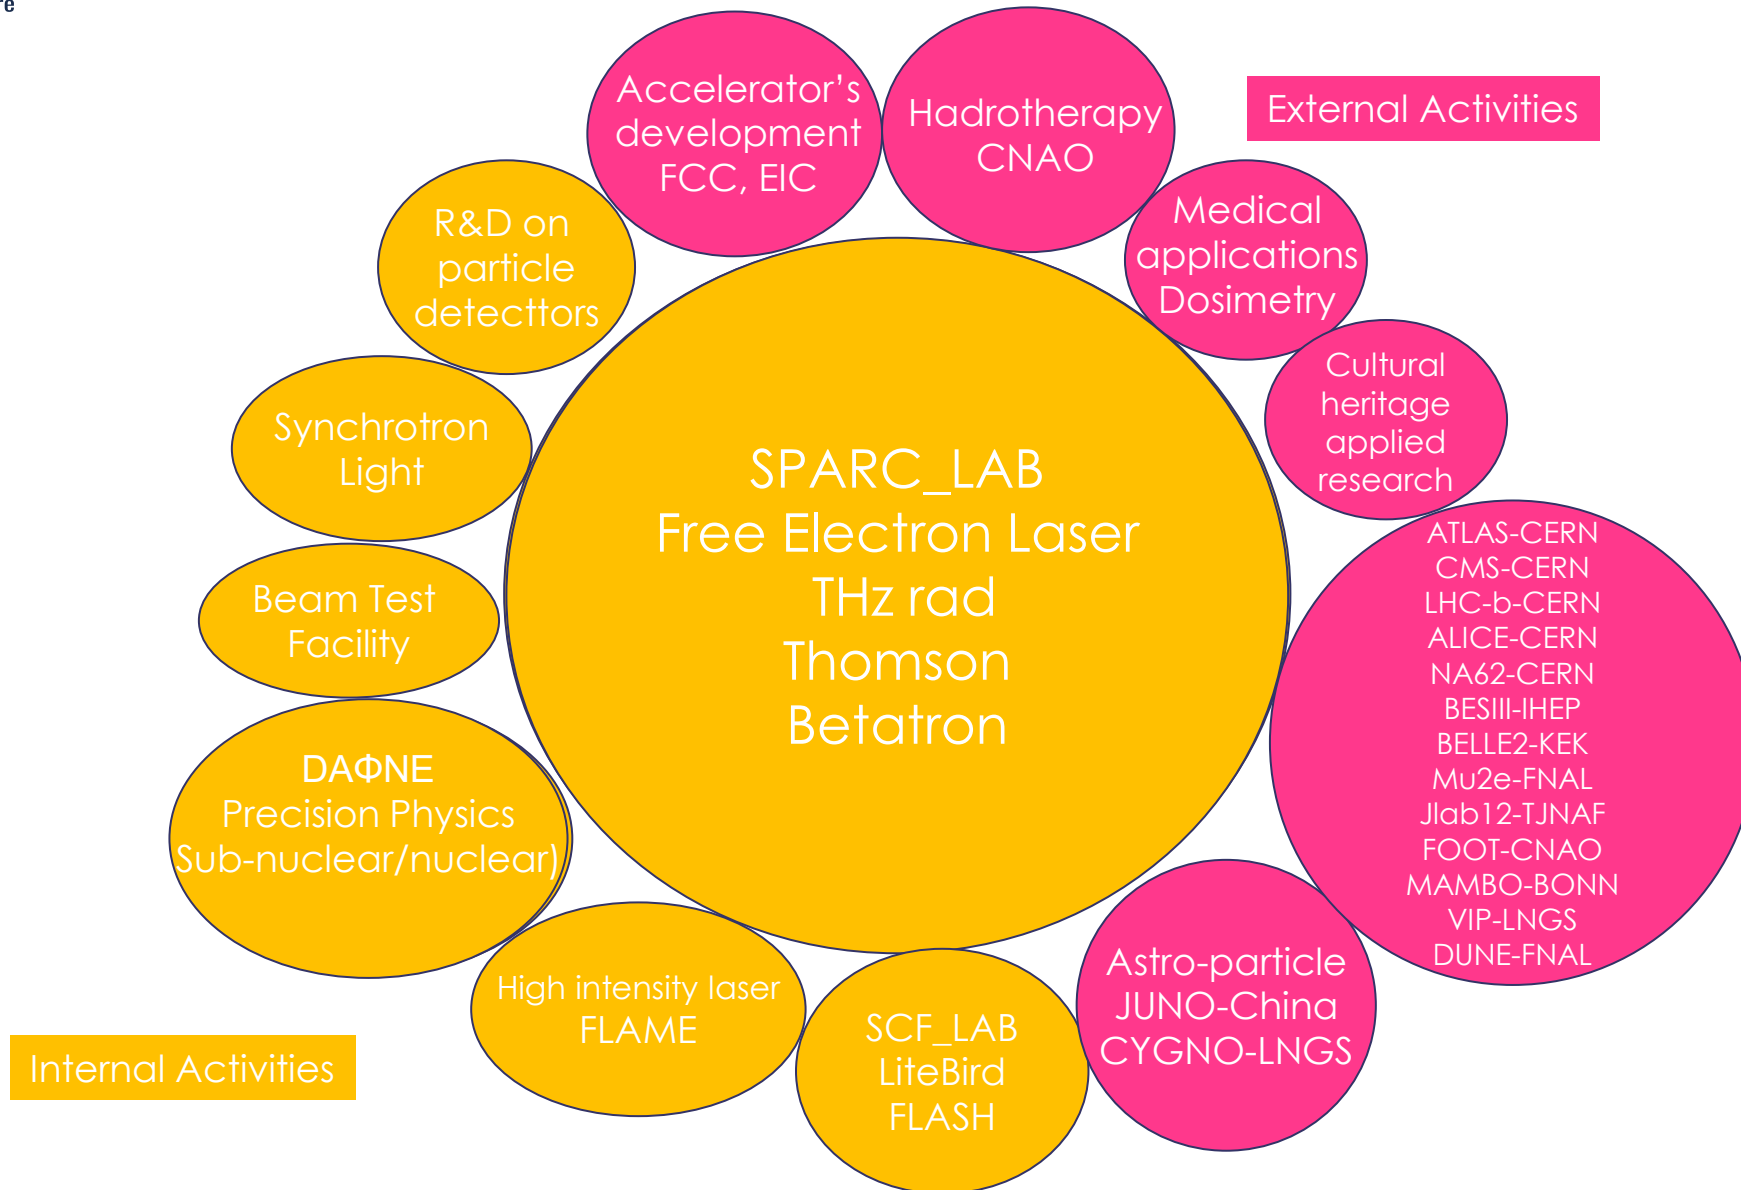 re
Accelerator’s
development
FCC, EIC
Hadrotherapy
CNAO
External Activities
R&D on
particle
detecttors
Medical
applications
Dosimetry
Cultural
heritage
applied
research
Synchrotron
Light
SPARC_LAB
Free Electron Laser
THz rad
Thomson
Betatron
Beam Test
Facility
ATLAS-CERN
CMS-CERN
LHC-b-CERN
ALICE-CERN
NA62-CERN
BESIII-IHEP
BELLE2-KEK
Mu2e-FNAL
Jlab12-TJNAF
FOOT-CNAO
MAMBO-BONN
VIP-LNGS
DUNE-FNAL
DAΦNE
Precision Physics
Sub-nuclear/nuclear)
High intensity laser
FLAME
SCF_LAB
LiteBird
FLASH
Astro-particle
JUNO-China
CYGNO-LNGS
Internal Activities